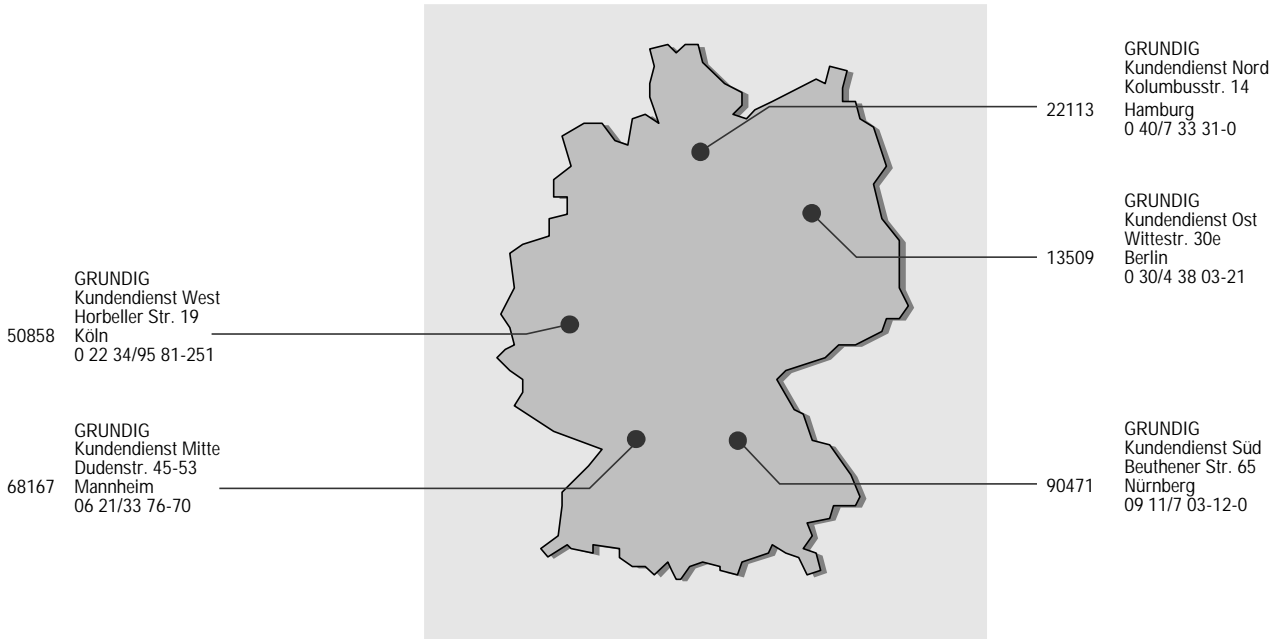 GRUNDIG
Kundendienst West
Horbeller Str. 19
50858 Köln
0 22 34/95 81-251
GRUNDIG
Kundendienst Mitte
Dudenstr. 45-53
68167 Mannheim
06 21/33 76-70
GRUNDIG
Kundendienst Nord
Kolumbusstr. 14
22113 Hamburg
0 40/7 33 31-0
GRUNDIG
Kundendienst Ost
Wittestr. 30e
13509 Berlin
0 30/4 38 03-21
GRUNDIG
Kundendienst Süd
Beuthener Str. 65
90471 Nürnberg
09 11/7 03-12-0